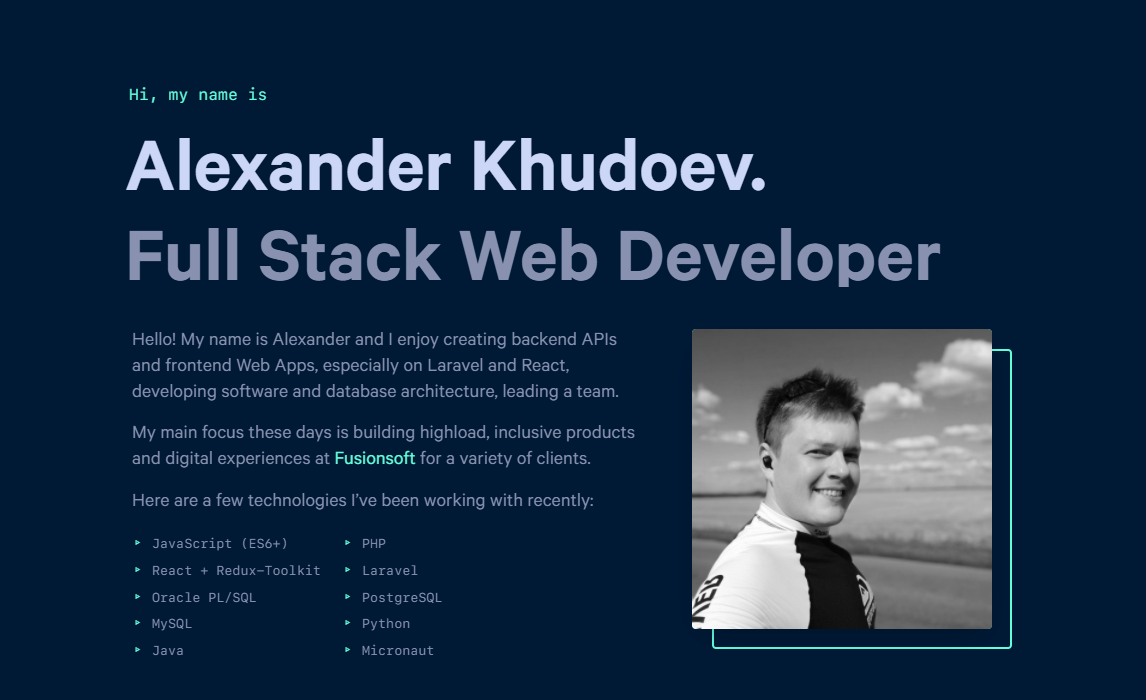 Hi, my name is
Alexander Khudoev.
Full Stack Web Developer
Hello! My name is Alexander and I enjoy creating backend APIs
and frontend Web Apps, especially on Laravel and React,
developing software and database architecture, leading a team.
My main focus these days is building highload, inclusive products
and digital experiences at Fusionsoft for a variety of clients.
Here are a few technologies I’ve been working with recently:
JavaScript (ES6+)
React + Redux-Toolkit
Oracle PL/SQL
MySQL
Java
PHP
Laravel
PostgreSQL
Python
Micronaut